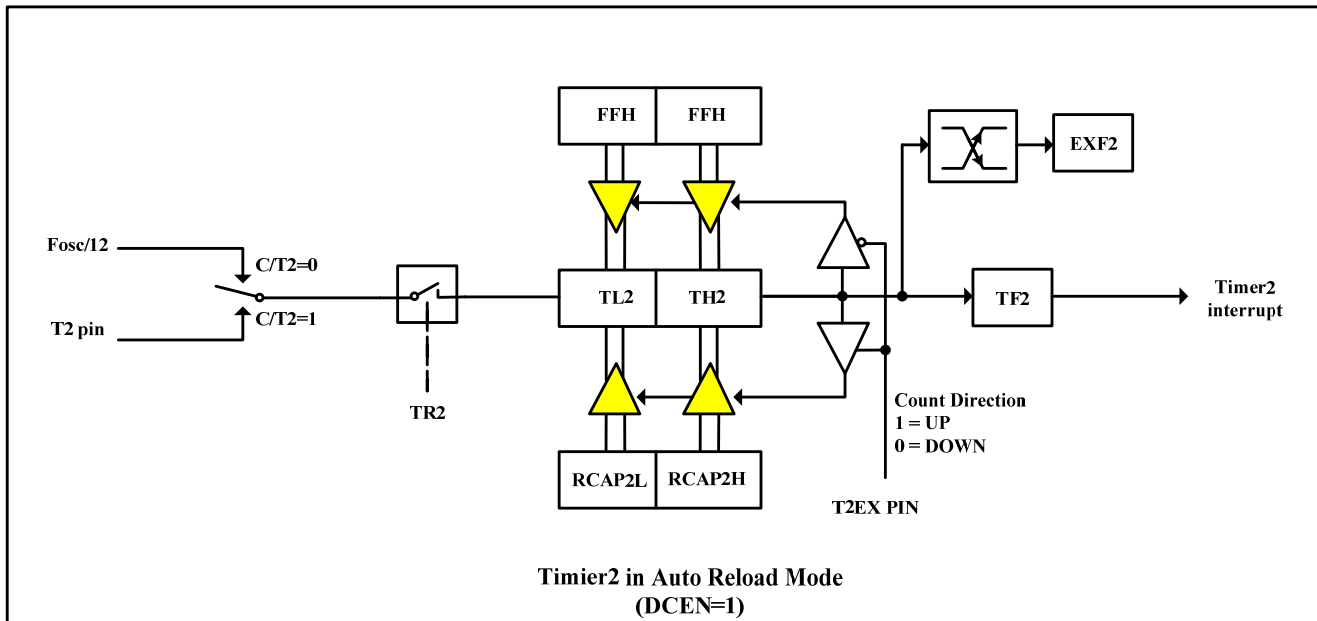 FFH
FFH
EXF2
Fosc/12
C/T2=0
TL2
TH2
TF2
Timer2
interrupt
C/T2=1
T2 pin
TR2
Count Direction
1 = UP
0 = DOWN
RCAP2L
RCAP2H
T2EX PIN
Timier2 in Auto Reload Mode
(DCEN=1)